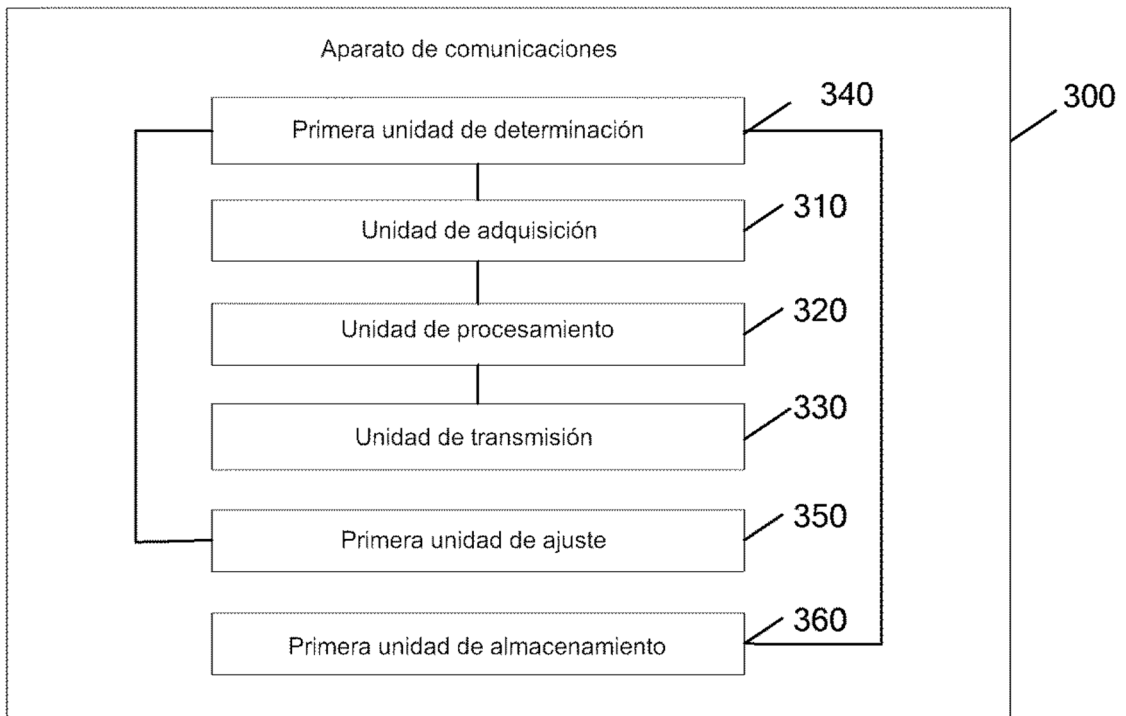 Aparato de comunicaciones
300
Primera unidad de determinación
340
Unidad de adquisición
310
Unidad de procesamiento
320
Unidad de transmisión
330
Primera unidad de ajuste
350
Primera unidad de almacenamiento
360